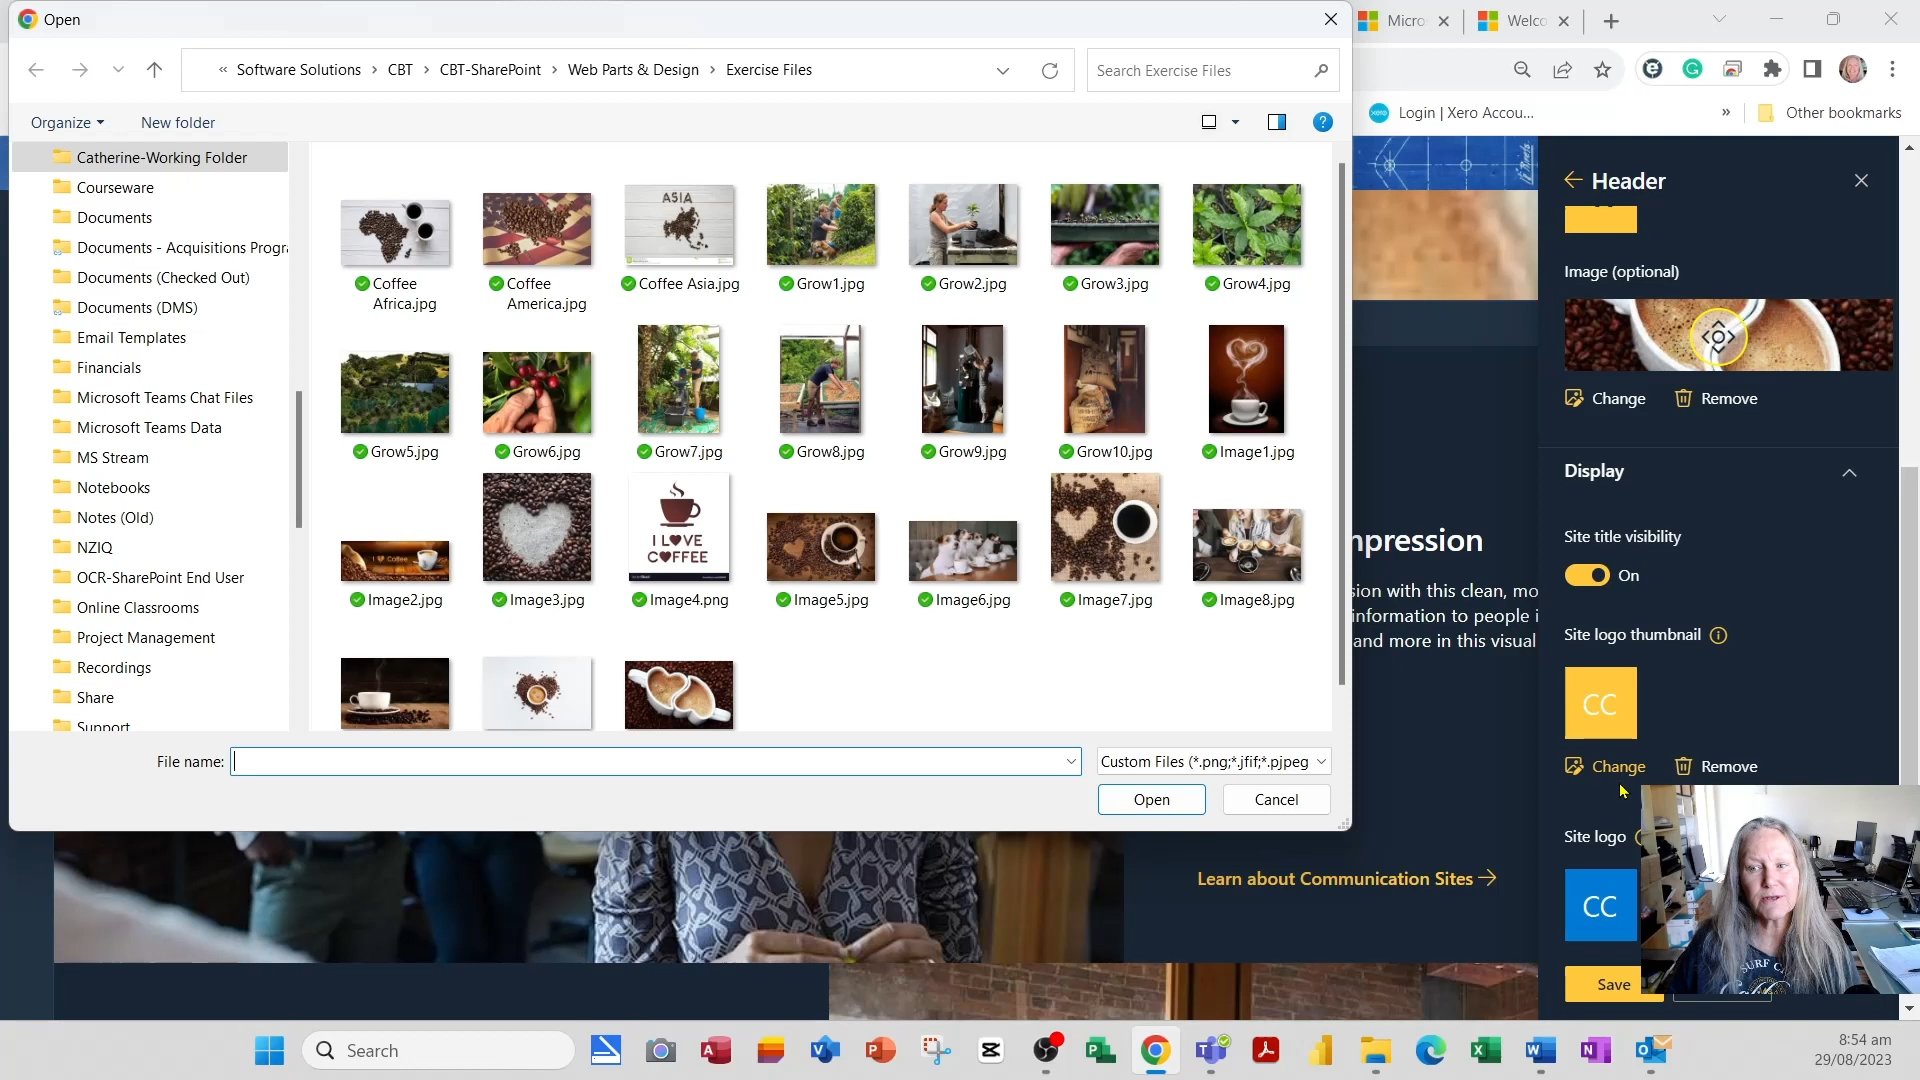 Open
Micro
Welco
« Software Solutions > CBT > CBT-SharePoint > Web Parts & Design > Exercise Files
Search Exercise Files
Login | Xero Accou...
»
Other bookmarks
Organize
New folder
Catherine-Working Folder
Courseware
Documents
Documents - Acquisitions Progr
Documents (Checked Out)
Documents (DMS)
Email Templates
Financials
Microsoft Teams Chat Files
Microsoft Teams Data
MS Stream
Notebooks
Notes (Old)
NZIQ
OCR-SharePoint End User
Online Classrooms
Project Management
Recordings
Share
Support
ASIA
Coffee Africa.jpg
Coffee America.jpg
Coffee Asia.jpg
Grow1.jpg
Grow2.jpg
Grow3.jpg
Grow4.jpg
Grow5.jpg
Grow6.jpg
Grow7.jpg
Grow8.jpg
Grow9.jpg
Grow10.jpg
Image1.jpg
I LOVE
COFFEE
Image2.jpg
Image3.jpg
Image4.png
Image5.jpg
Image6.jpg
Image7.jpg
Image8.jpg
File name:
Custom Files (*.png;*.jfif;*.pjpeg
Open
Cancel
Header
Image (optional)
Change
Remove
Display
Site title visibility
On
Site logo thumbnail
CC
Change
Remove
Site logo
CC
Save
mpression
sion with this clean, mo
information to people i
and more in this visual
Learn about Communication Sites
SURF
Search
8:54 am
29/08/2023